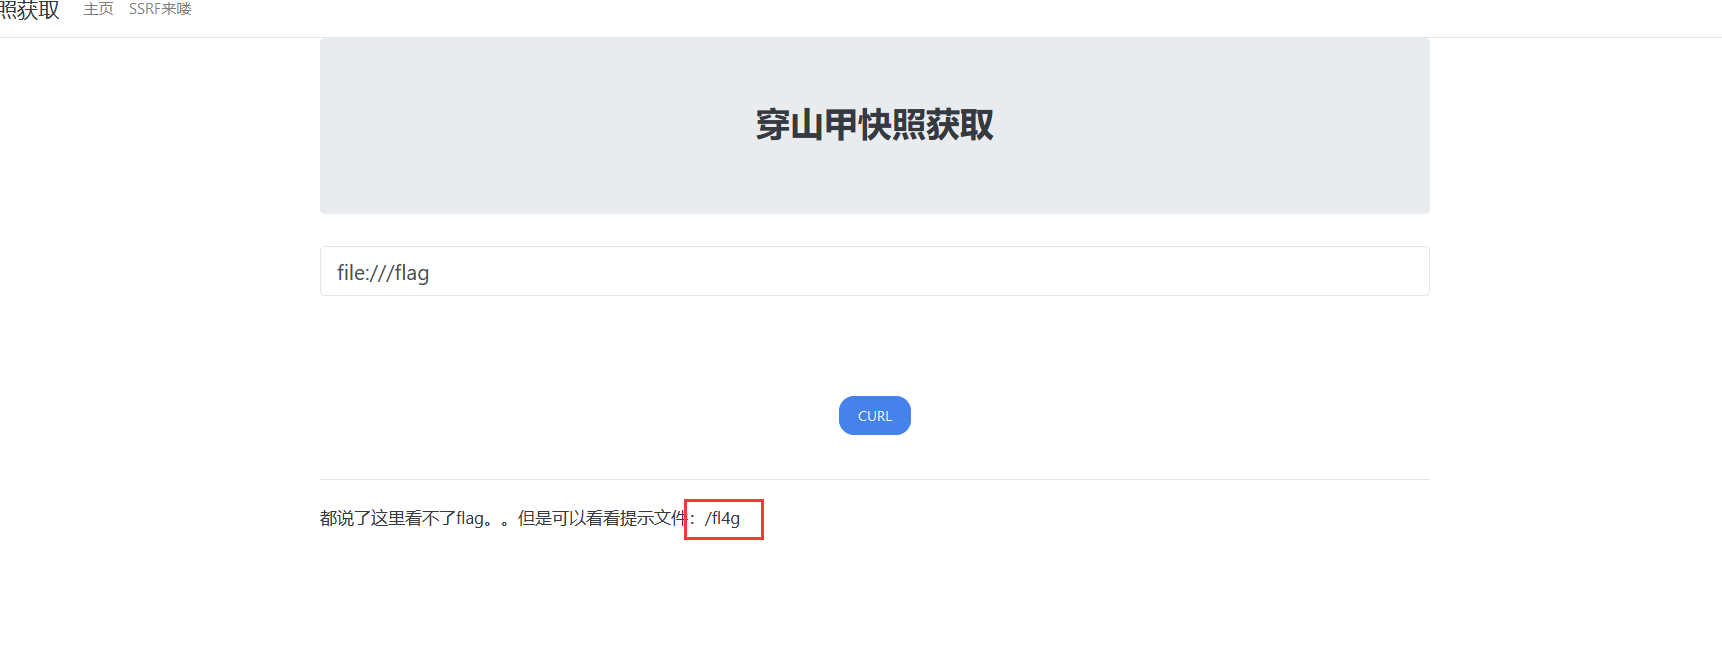 照获取 主页 SSRF来喽
穿山甲快照获取
file:///flag
CURL
都说了这里看不了flag。。但是可以看看提示文件：/fl4g